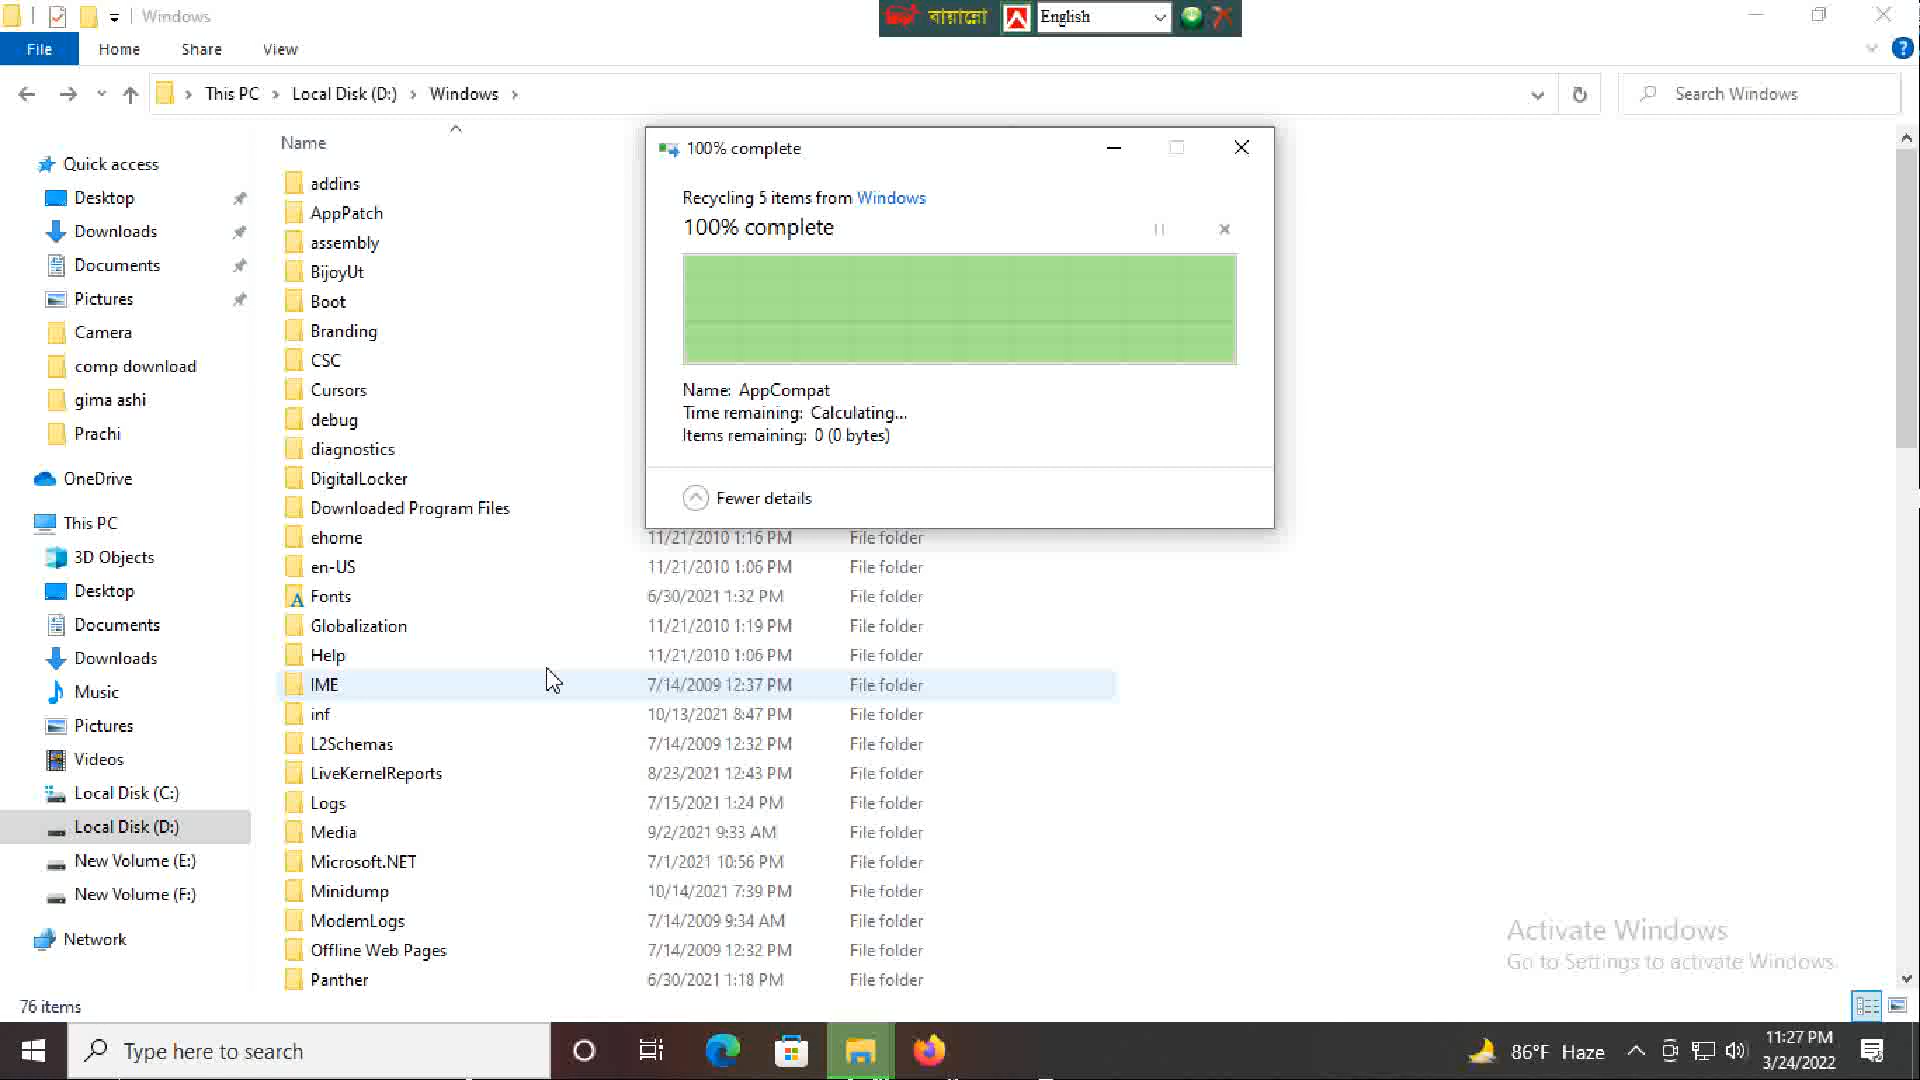 Windows
বায়ান্নো
English
File Home Share View
This PC Local Disk (D:) Windows
Search Windows
Name
Quick access
Desktop
Downloads
Documents
Pictures
Camera
comp download
gima ashi
Prachi
OneDrive
This PC
3D Objects
Desktop
Documents
Downloads
Music
Pictures
Videos
Local Disk (C:)
Local Disk (D:)
New Volume (E:)
New Volume (F:)
Network
addins
AppPatch
assembly
BijoyUt
Boot
Branding
CSC
Cursors
debug
diagnostics
DigitalLocker
Downloaded Program Files
ehome 11/21/2010 1:16 PM File folder
en-US 11/21/2010 1:06 PM File folder
Fonts 6/30/2021 1:32 PM File folder
Globalization 11/21/2010 1:19 PM File folder
Help 11/21/2010 1:06 PM File folder
IME 7/14/2009 12:37 PM File folder
inf 10/13/2021 8:47 PM File folder
L2Schemas 7/14/2009 12:32 PM File folder
LiveKernelReports 8/23/2021 12:43 PM File folder
Logs 7/15/2021 1:24 PM File folder
Media 9/2/2021 9:33 AM File folder
Microsoft.NET 7/1/2021 10:56 PM File folder
Minidump 10/14/2021 7:39 PM File folder
ModemLogs 7/14/2009 9:34 AM File folder
Offline Web Pages 7/14/2009 12:32 PM File folder
Panther 6/30/2021 1:18 PM File folder
100% complete
Recycling 5 items from Windows
100% complete
Name: AppCompat
Time remaining: Calculating...
Items remaining: 0 (0 bytes)
Fewer details
Activate Windows
Go to Settings to activate Windows.
76 items
Type here to search
86°F Haze
11:27 PM
3/24/2022